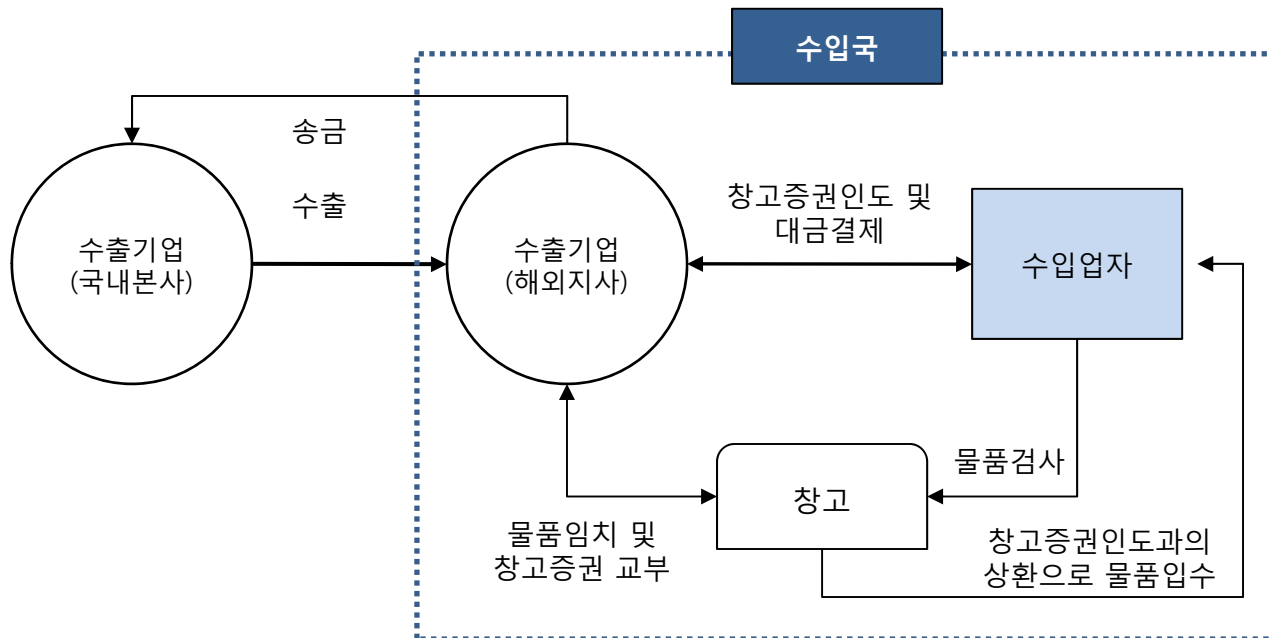 수입국
송금
수출
수출기업
(국내본사)
수출기업
(해외지사)
창고증권인도 및
대금결제
수입업자
물품검사
창고
물품임치 및
창고증권 교부
창고증권인도과의
상환으로 물품입수